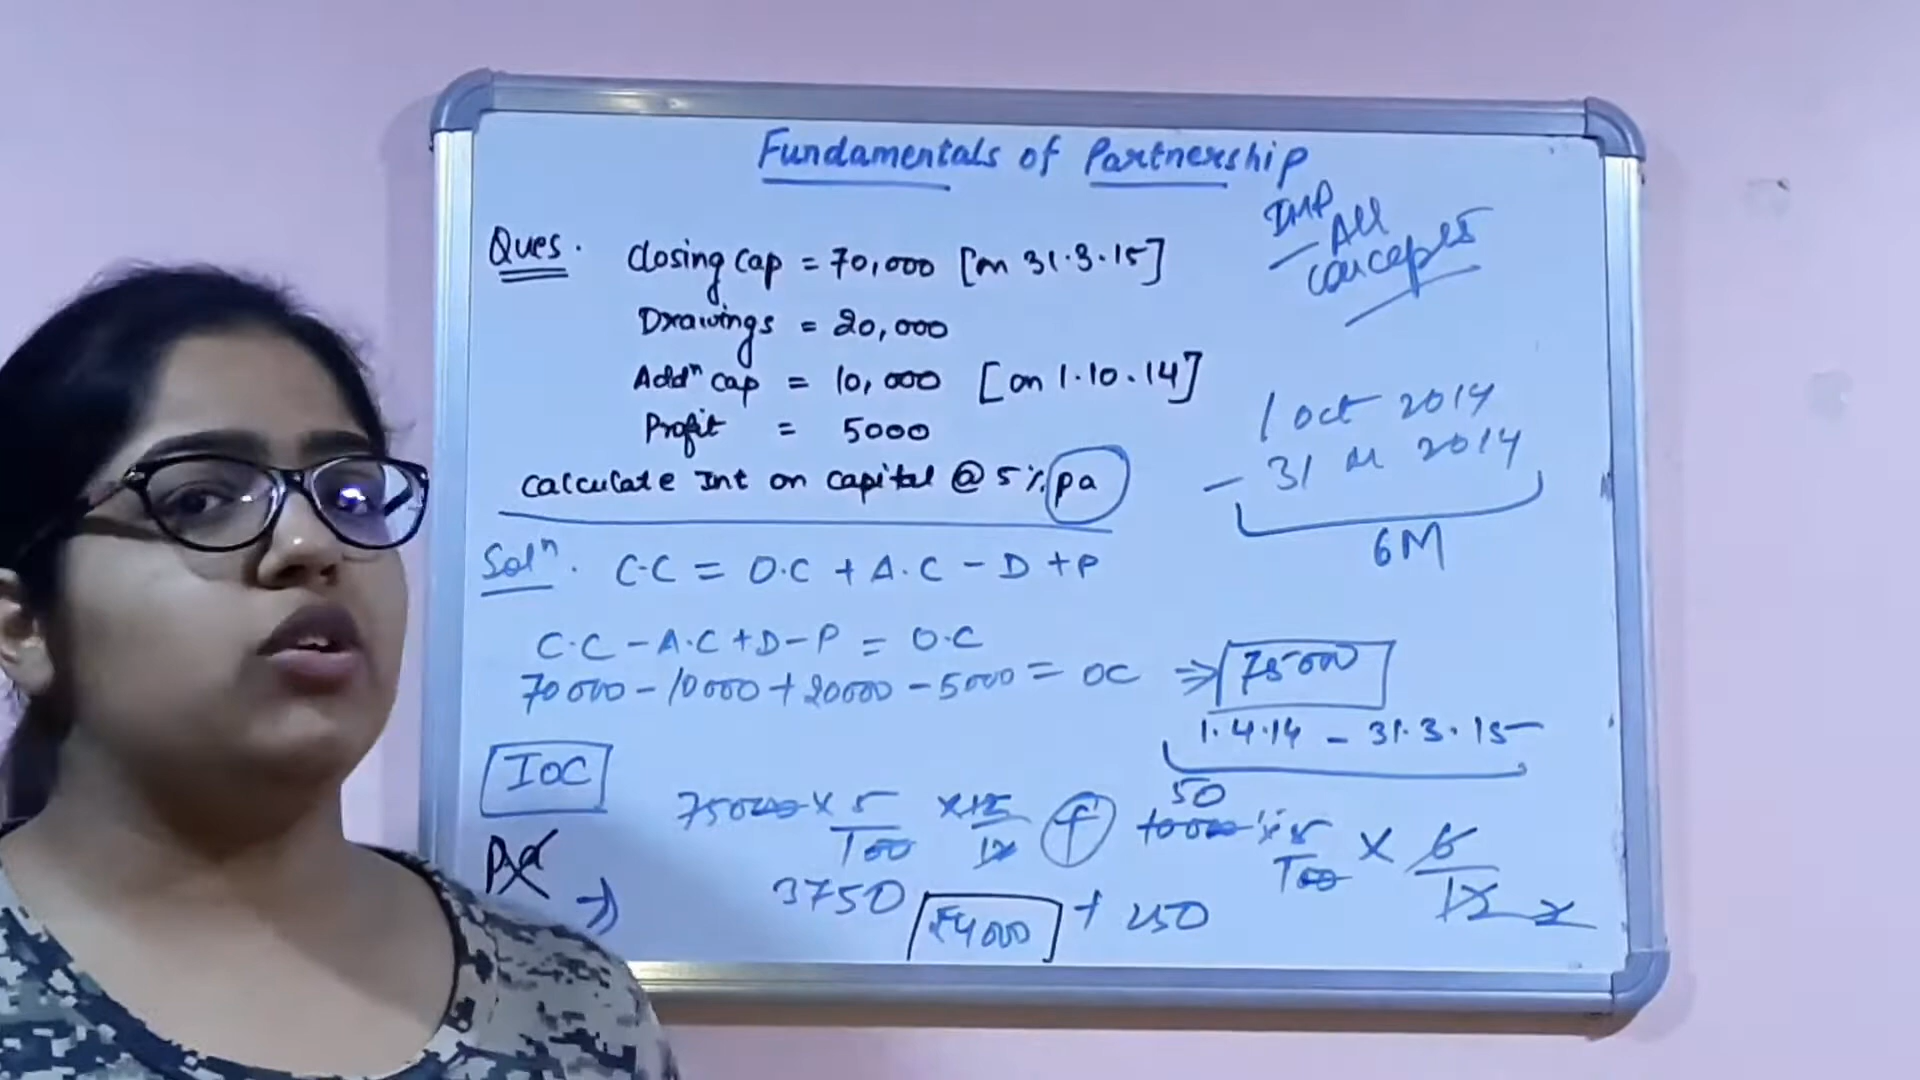 Fundamentals of Partnership
IMP
All
concepts
Ques. Closing Cap = 70,000 [on 31.3.15]
Drawings = 20,000
Addⁿ cap = 10,000 [on 1.10.14]
Profit = 5000
Calculate Int on capital @ 5% pa
1 Oct 2014
- 31 M 2014
6M
Solⁿ. C.C = O.C + A.C - D + P
C.C - A.C + D - P = O.C
70000 - 10000 + 20000 - 5000 = OC ⇒ 75000
1.4.14 - 31.3.15
IOC
50
75000 x 5/100 x 12/12 + 10000 x 5/100 x 6/12 2
Pa
→ 3750 + 250
₹4000